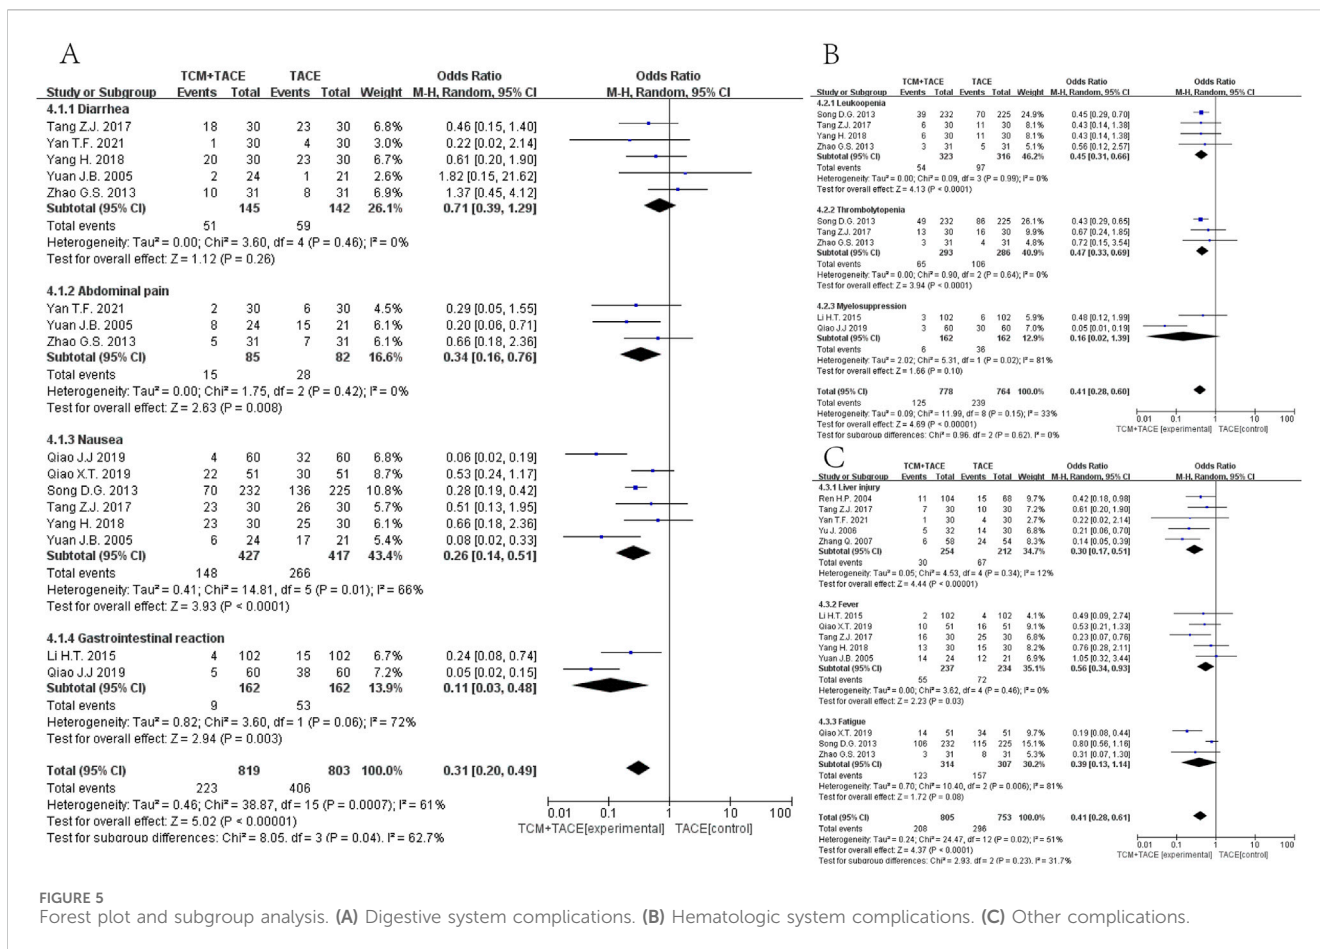 A
TCM+TACE TACE Odds Ratio Odds Ratio
Study or Subgroup Events Total Events Total Weight M-H, Random, 95% CI M-H, Random, 95% CI
4.1.1 Diarrhea
Tang Z.J. 2017 18 30 23 30 6.8% 0.46 [0.15, 1.40]
Yan T.F. 2021 1 30 4 30 3.0% 0.22 [0.02, 2.14]
Yang H. 2018 20 30 23 30 6.8% 0.61 [0.20, 1.90]
Yuan J.B. 2005 2 24 1 21 2.6% 1.82 [0.15, 21.62]
Zhao G.S. 2013 10 31 8 31 6.9% 1.37 [0.45, 4.12]
Subtotal (95% CI) 145 142 26.1% 0.71 [0.39, 1.29]
Total events 51 59
Heterogeneity: Tau² = 0.00; Chi² = 3.60, df = 4 (P = 0.46); I² = 0%
Test for overall effect: Z = 1.12 (P = 0.26)
4.1.2 Abdominal pain
Yan T.F. 2021 2 30 6 30 4.5% 0.29 [0.05, 1.55]
Yuan J.B. 2005 8 24 15 21 6.1% 0.20 [0.06, 0.71]
Zhao G.S. 2013 5 31 7 31 6.1% 0.66 [0.18, 2.36]
Subtotal (95% CI) 85 82 16.6% 0.34 [0.16, 0.76]
Total events 15 28
Heterogeneity: Tau² = 0.00; Chi² = 1.75, df = 2 (P = 0.42); I² = 0%
Test for overall effect: Z = 2.63 (P = 0.008)
4.1.3 Nausea
Qiao J.J 2019 4 60 32 60 6.8% 0.06 [0.02, 0.19]
Qiao X.T. 2019 22 51 30 51 8.7% 0.53 [0.24, 1.17]
Song D.G. 2013 70 232 136 225 10.8% 0.28 [0.19, 0.42]
Tang Z.J. 2017 23 30 26 30 5.7% 0.51 [0.13, 1.95]
Yang H. 2018 23 30 25 30 6.0% 0.66 [0.18, 2.36]
Yuan J.B. 2005 6 24 17 21 5.4% 0.08 [0.02, 0.33]
Subtotal (95% CI) 427 417 43.4% 0.26 [0.14, 0.51]
Total events 148 266
Heterogeneity: Tau² = 0.41; Chi² = 14.81, df = 5 (P = 0.01); I² = 66%
Test for overall effect: Z = 3.93 (P < 0.0001)
4.1.4 Gastrointestinal reaction
Li H.T. 2015 4 102 15 102 6.7% 0.24 [0.08, 0.74]
Qiao J.J 2019 5 60 38 60 7.2% 0.05 [0.02, 0.15]
Subtotal (95% CI) 162 162 13.9% 0.11 [0.03, 0.48]
Total events 9 53
Heterogeneity: Tau² = 0.82; Chi² = 3.60, df = 1 (P = 0.06); I² = 72%
Test for overall effect: Z = 2.94 (P = 0.003)
Total (95% CI) 819 803 100.0% 0.31 [0.20, 0.49]
Total events 223 406
Heterogeneity: Tau² = 0.46; Chi² = 38.87, df = 15 (P = 0.0007); I² = 61%
Test for overall effect: Z = 5.02 (P < 0.00001)
Test for subgroup differences: Chi² = 8.05, df = 3 (P = 0.04), I² = 62.7%
0.01 0.1 1 10 100
TCM+TACE[experimental] TACE[control]
B
TCM+TACE TACE Odds Ratio Odds Ratio
Study or Subgroup Events Total Events Total Weight M-H, Random, 95% CI M-H, Random, 95% CI
4.2.1 Leukoopenia
Song D.G. 2013 39 232 70 225 24.9% 0.45 [0.29, 0.70]
Tang Z.J. 2017 6 30 11 30 8.1% 0.43 [0.14, 1.38]
Yang H. 2018 6 30 11 30 8.1% 0.43 [0.14, 1.38]
Zhao G.S. 2013 3 31 5 31 5.1% 0.56 [0.12, 2.57]
Subtotal (95% CI) 323 316 46.2% 0.45 [0.31, 0.66]
Total events 54 97
Heterogeneity: Tau² = 0.00; Chi² = 0.09, df = 3 (P = 0.99); I² = 0%
Test for overall effect: Z = 4.13 (P < 0.0001)
4.2.2 Thrombolytopenia
Song D.G. 2013 49 232 86 225 26.1% 0.43 [0.29, 0.65]
Tang Z.J. 2017 13 30 16 30 9.9% 0.67 [0.24, 1.85]
Zhao G.S. 2013 3 31 4 31 5.0% 0.72 [0.15, 3.54]
Subtotal (95% CI) 293 286 40.9% 0.47 [0.33, 0.69]
Total events 65 106
Heterogeneity: Tau² = 0.00; Chi² = 0.90, df = 2 (P = 0.64); I² = 0%
Test for overall effect: Z = 3.94 (P < 0.0001)
4.2.3 Myelosuppression
Li H.T. 2015 3 102 6 102 5.9% 0.48 [0.12, 1.99]
Qiao J.J 2019 3 60 30 60 7.0% 0.05 [0.01, 0.19]
Subtotal (95% CI) 162 162 12.9% 0.16 [0.02, 1.39]
Total events 6 36
Heterogeneity: Tau² = 2.02; Chi² = 5.31, df = 1 (P = 0.02); I² = 81%
Test for overall effect: Z = 1.66 (P = 0.10)
Total (95% CI) 778 764 100.0% 0.41 [0.28, 0.60]
Total events 125 239
Heterogeneity: Tau² = 0.09; Chi² = 11.99, df = 8 (P = 0.15); I² = 33%
Test for overall effect: Z = 4.69 (P < 0.00001)
Test for subgroup differences: Chi² = 0.96, df = 2 (P = 0.62), I² = 0%
0.01 0.1 1 10 100
TCM+TACE [experimental] TACE[control]
C
TCM+TACE TACE Odds Ratio Odds Ratio
Study or Subgroup Events Total Events Total Weight M-H, Random, 95% CI M-H, Random, 95% CI
4.3.1 Liver injury
Ren H.P. 2004 11 104 15 68 9.7% 0.42 [0.18, 0.98]
Tang Z.J. 2017 7 30 10 30 7.2% 0.61 [0.20, 1.90]
Yan T.F. 2021 1 30 4 30 2.7% 0.22 [0.02, 2.14]
Yu J. 2006 5 32 14 30 6.8% 0.21 [0.06, 0.70]
Zhang Q. 2007 6 58 24 54 8.3% 0.14 [0.05, 0.39]
Subtotal (95% CI) 254 212 34.7% 0.30 [0.17, 0.51]
Total events 30 67
Heterogeneity: Tau² = 0.05; Chi² = 4.53, df = 4 (P = 0.34); I² = 12%
Test for overall effect: Z = 4.44 (P < 0.00001)
4.3.2 Fever
Li H.T. 2015 2 102 4 102 4.1% 0.49 [0.09, 2.74]
Qiao X.T. 2019 10 51 16 51 9.1% 0.53 [0.21, 1.33]
Tang Z.J. 2017 16 30 25 30 6.8% 0.23 [0.07, 0.76]
Yang H. 2018 13 30 15 30 8.2% 0.76 [0.28, 2.11]
Yuan J.B. 2005 14 24 12 21 6.9% 1.05 [0.32, 3.44]
Subtotal (95% CI) 237 234 35.1% 0.56 [0.34, 0.93]
Total events 55 72
Heterogeneity: Tau² = 0.00; Chi² = 3.62, df = 4 (P = 0.46); I² = 0%
Test for overall effect: Z = 2.23 (P = 0.03)
4.3.3 Fatigue
Qiao X.T. 2019 14 51 34 51 9.7% 0.19 [0.08, 0.44]
Song D.G. 2013 106 232 115 225 15.1% 0.80 [0.56, 1.16]
Zhao G.S. 2013 3 31 8 31 5.3% 0.31 [0.07, 1.30]
Subtotal (95% CI) 314 307 30.2% 0.39 [0.13, 1.14]
Total events 123 157
Heterogeneity: Tau² = 0.70; Chi² = 10.40, df = 2 (P = 0.006); I² = 81%
Test for overall effect: Z = 1.72 (P = 0.08)
Total (95% CI) 805 753 100.0% 0.41 [0.28, 0.61]
Total events 208 296
Heterogeneity: Tau² = 0.24; Chi² = 24.47, df = 12 (P = 0.02); I² = 51%
Test for overall effect: Z = 4.37 (P < 0.0001)
Test for subgroup differences: Chi² = 2.93, df = 2 (P = 0.23), I² = 31.7%
0.01 0.1 1 10 100
TCM+TACE [experimental] TACE[control]
FIGURE 5
Forest plot and subgroup analysis. (A) Digestive system complications. (B) Hematologic system complications. (C) Other complications.